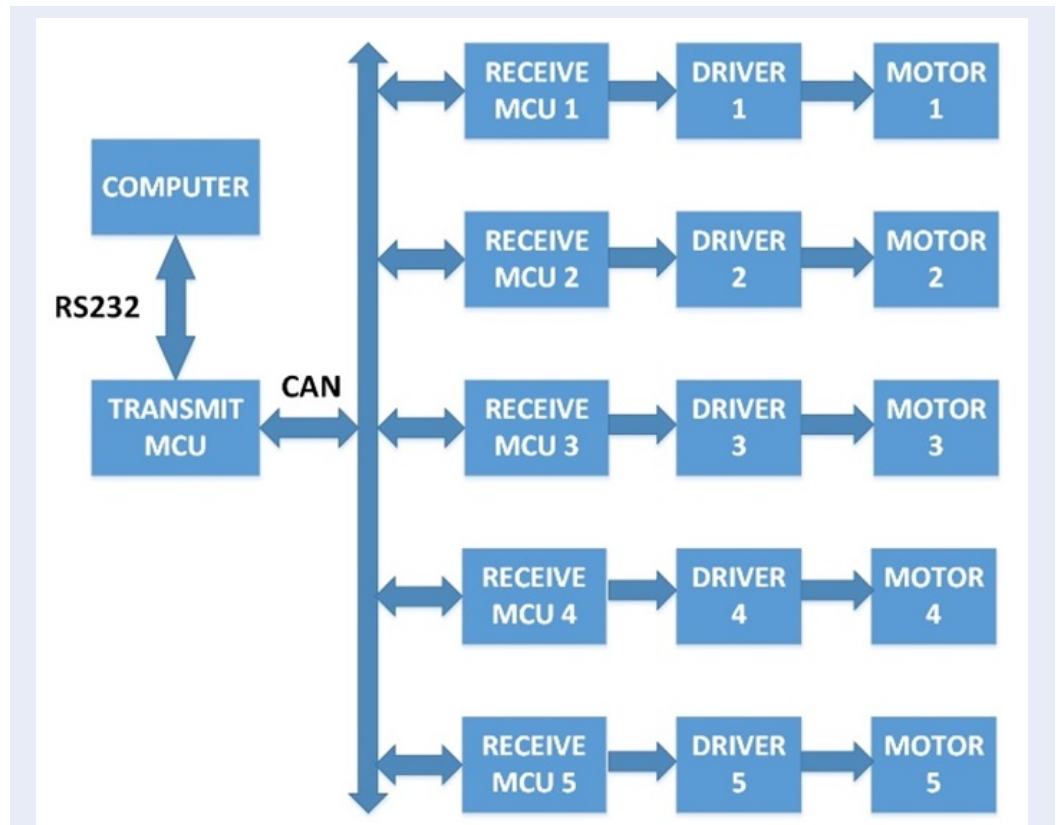 COMPUTER
RS232
TRANSMIT
MCU
CAN
RECEIVE
MCU 1
DRIVER
1
MOTOR
1
RECEIVE
MCU 2
DRIVER
2
MOTOR
2
RECEIVE
MCU 3
DRIVER
3
MOTOR
3
RECEIVE
MCU 4
DRIVER
4
MOTOR
4
RECEIVE
MCU 5
DRIVER
5
MOTOR
5